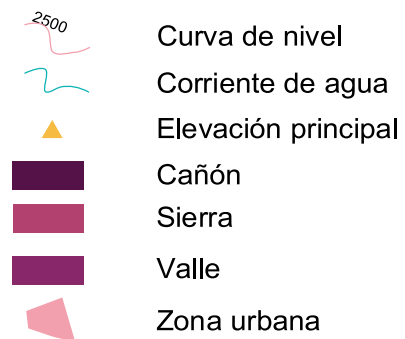 2500
Curva de nivel
Corriente de agua
Elevación principal
Cañón
Sierra
Valle
Zona urbana